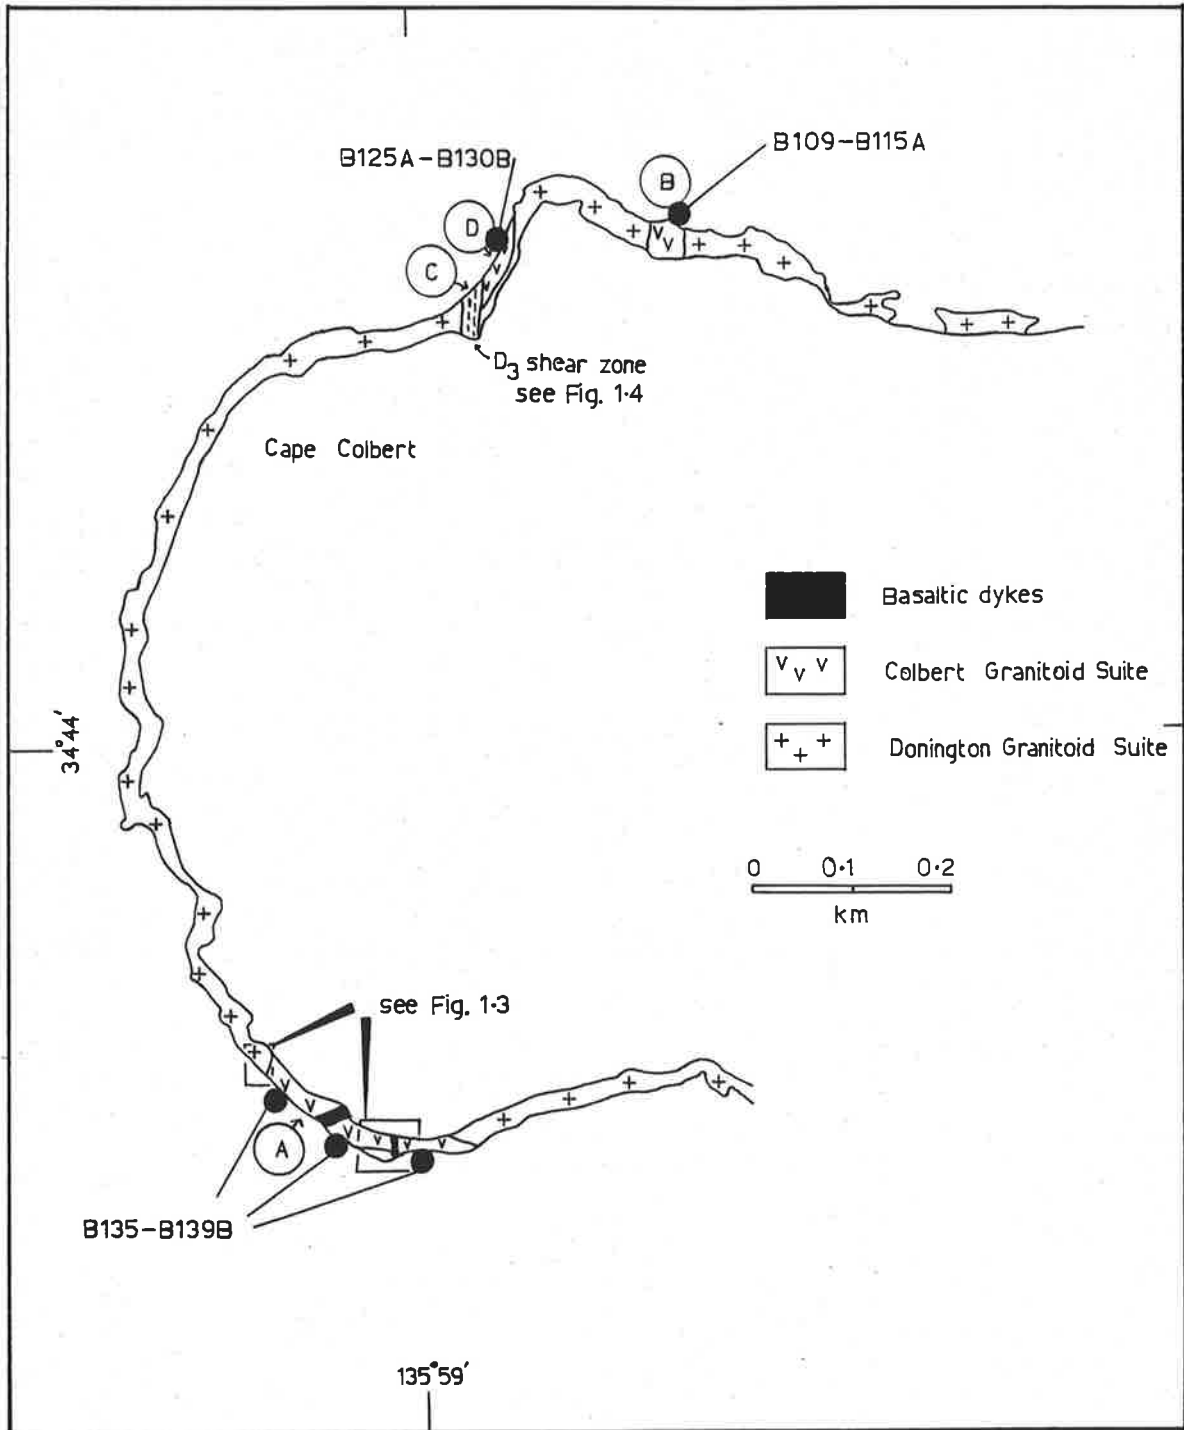 B125A-B130B
B109-B115A
B
D
C
D3 shear zone
see Fig. 1·4
Cape Colbert
Basaltic dykes
Colbert Granitoid Suite
Donington Granitoid Suite
34°44′
0 0·1 0·2
km
see Fig. 1·3
A
B135-B139B
135°59′